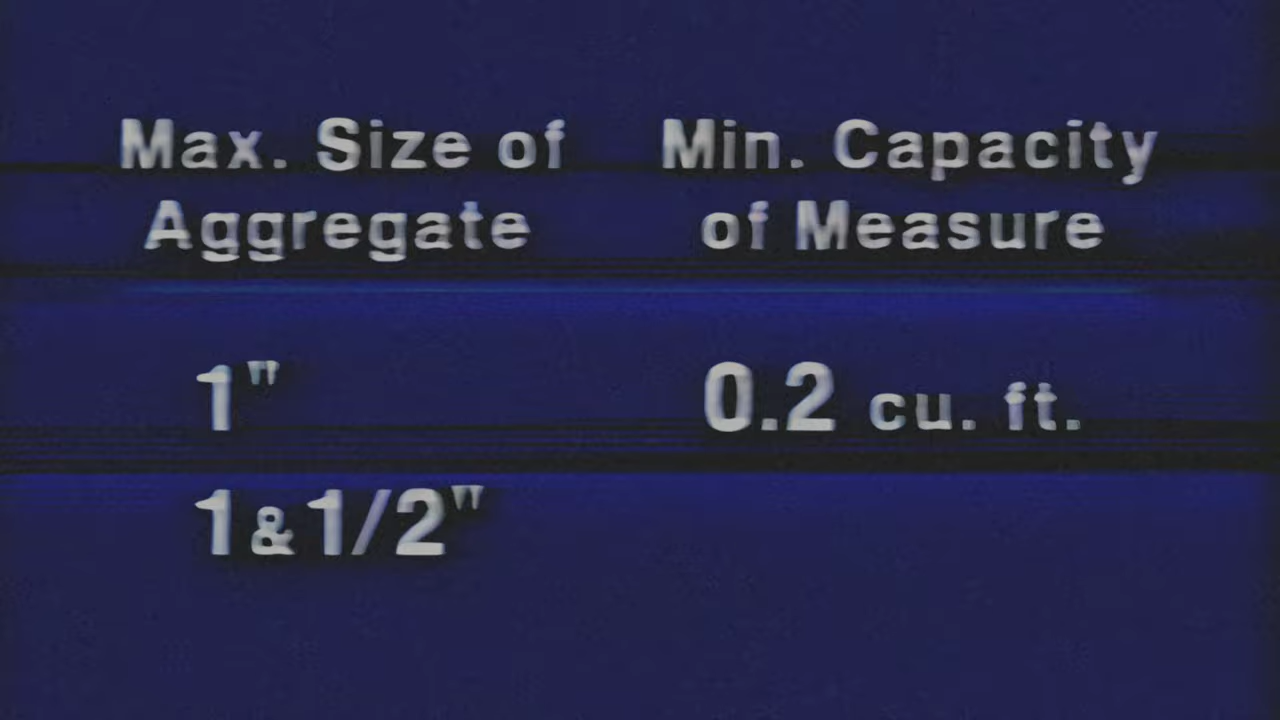 Max. Size of Min. Capacity
Aggregate of Measure
1" 0.2 cu. ft.
1&1/2"